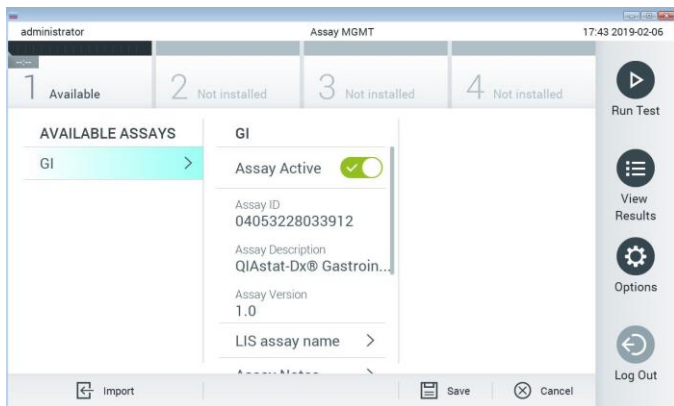 administrator
Assay MGMT
17:43 2019-02-06
1 Available
2 Not installed
3 Not installed
4 Not installed
Run Test
AVAILABLE ASSAYS
GI
GI
Assay Active
Assay ID
04053228033912
Assay Description
QIAstat-Dx® Gastroin...
Assay Version
1.0
LIS assay name
Assay Notes
View
Results
Options
Log Out
Import
Save
Cancel